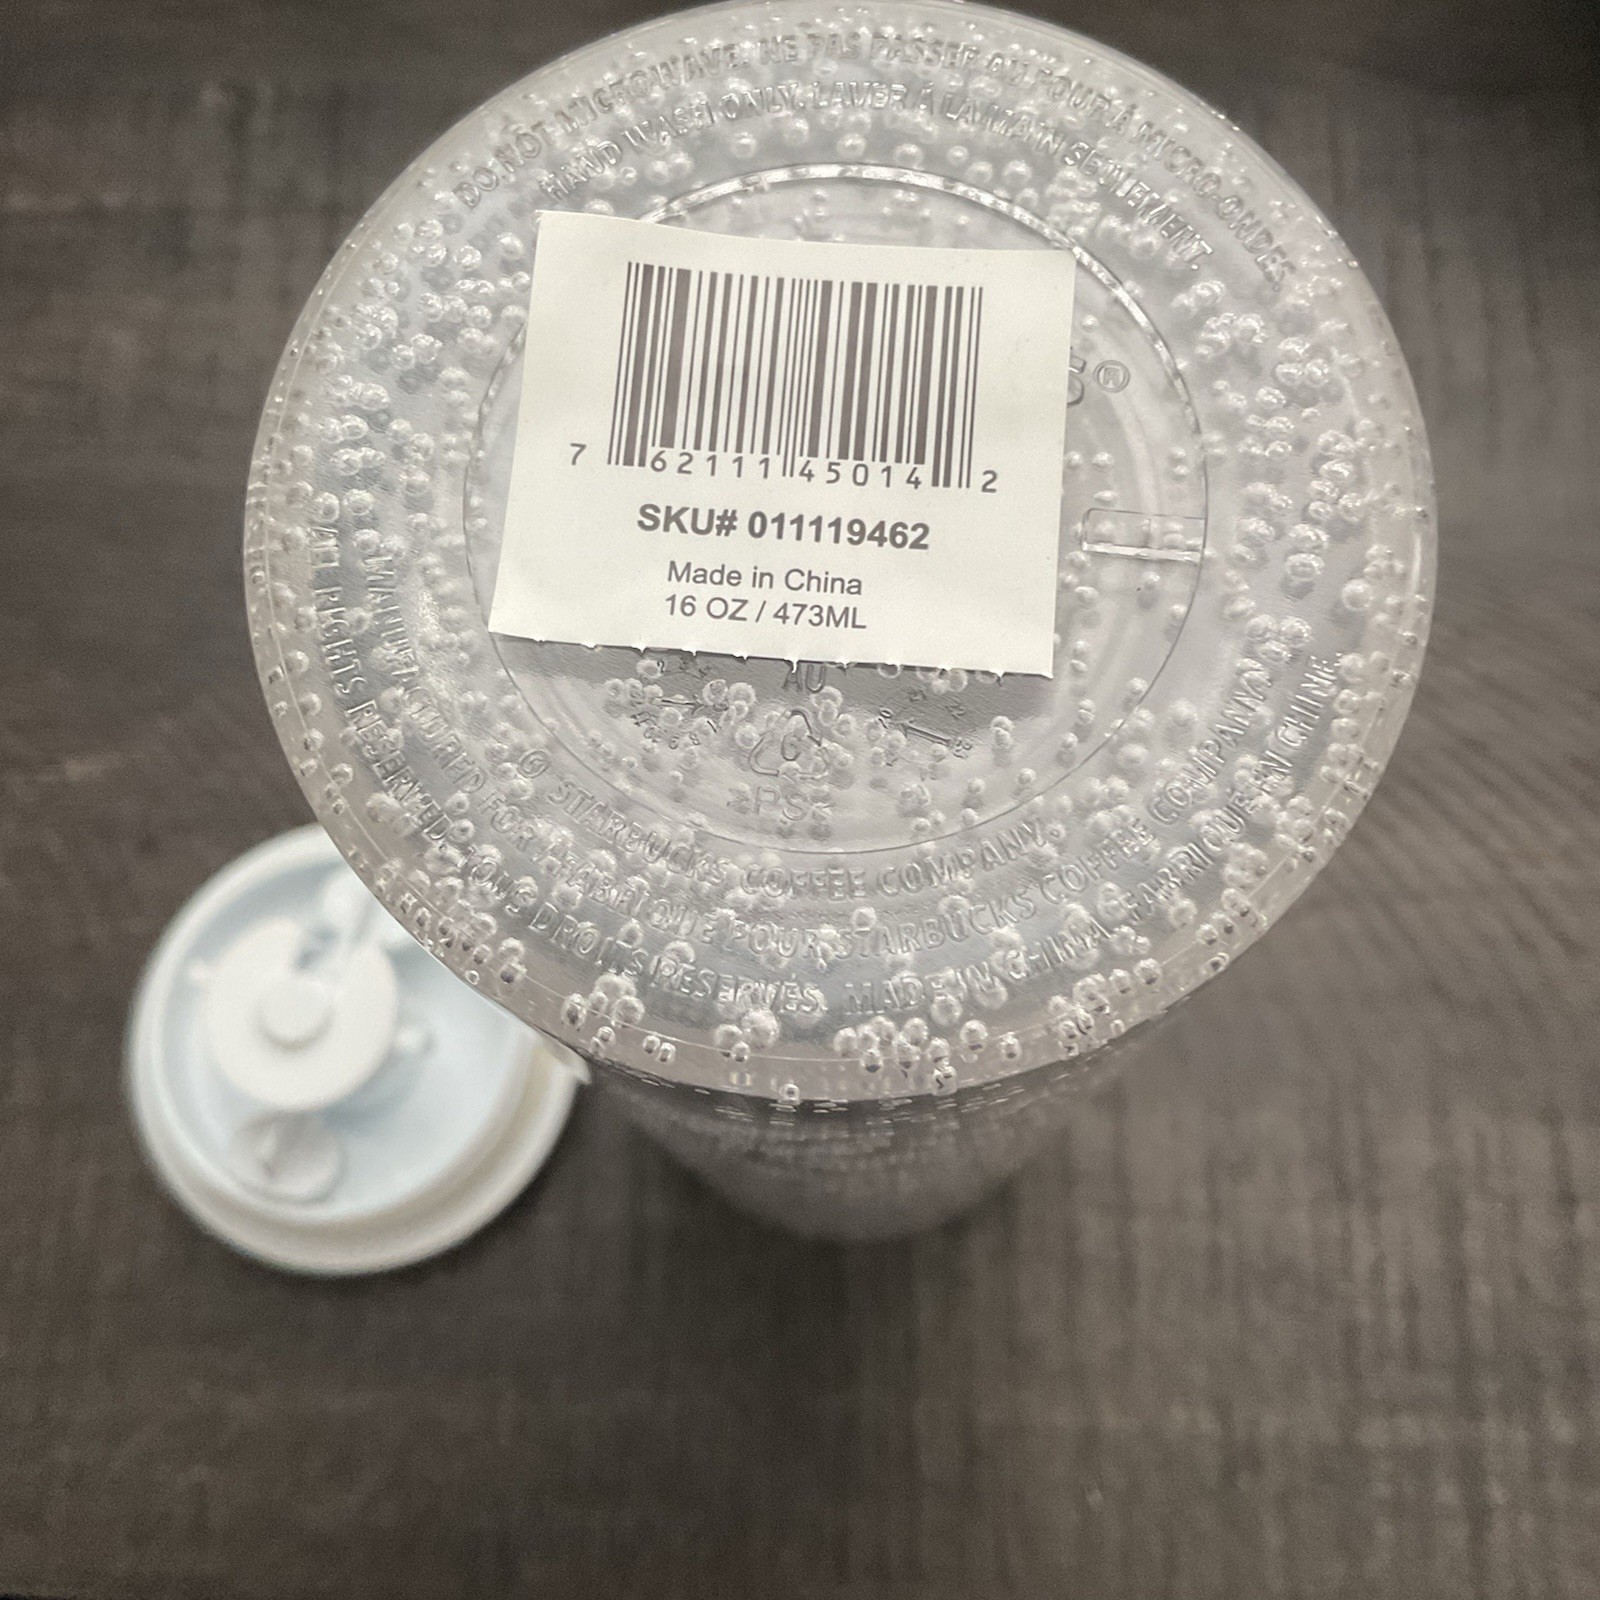 DO NOT MICROWAVE. NE PAS PASSER AU FOUR À MICRO-ONDES.
HAND WASH ONLY. LAVER À LA MAIN SEULEMENT.
S®
7 62111 45014 2
SKU# 011119462
Made in China
16 OZ / 473ML
AU
6
PS
© STARBUCKS COFFEE COMPANY.
MANUFACTURED FOR / FABRIQUÉ POUR STARBUCKS COFFEE COMPANY.
ALL RIGHTS RESERVED. TOUS DROITS RÉSERVÉS. MADE IN CHINA. FABRIQUÉ EN CHINE.